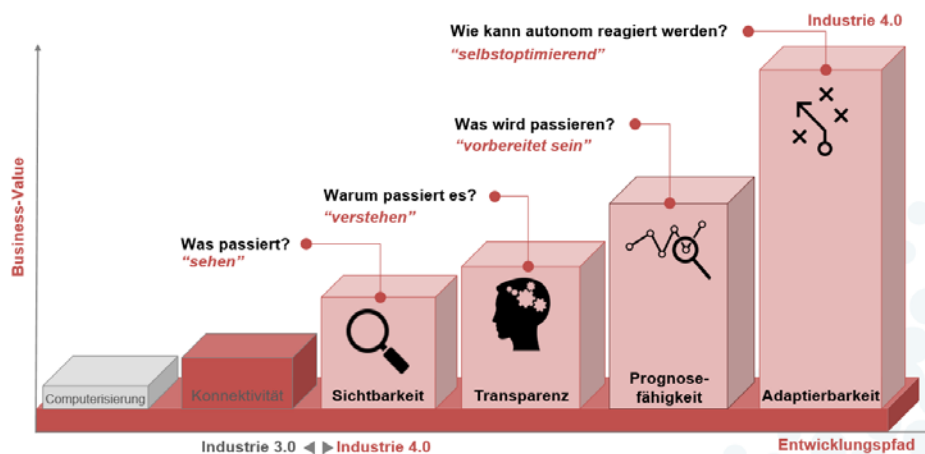 Industrie 4.0
Wie kann autonom reagiert werden?
“selbstoptimierend”
Was wird passieren?
“vorbereitet sein”
Warum passiert es?
“verstehen”
Was passiert?
“sehen”
Business-Value
Computerisierung
Konnektivität
Sichtbarkeit
Transparenz
Prognose-
fähigkeit
Adaptierbarkeit
Industrie 3.0
Industrie 4.0
Entwicklungspfad